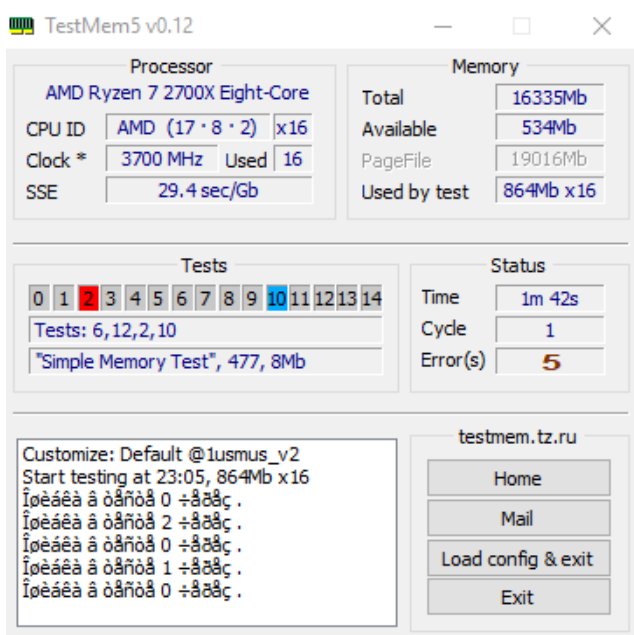 TestMem5 v0.12
Processor
AMD Ryzen 7 2700X Eight-Core
CPU ID AMD (17 · 8 · 2) x16
Clock * 3700 MHz Used 16
SSE 29.4 sec/Gb
Memory
Total 16335Mb
Available 534Mb
PageFile 19016Mb
Used by test 864Mb x16
Tests
0 1 2 3 4 5 6 7 8 9 10 11 12 13 14
Tests: 6,12,2,10
"Simple Memory Test", 477, 8Mb
Status
Time 1m 42s
Cycle 1
Error(s) 5
Customize: Default @1usmus_v2
Start testing at 23:05, 864Mb x16
Îøèáêà â òåñòå 0 ÷åðåç .
Îøèáêà â òåñòå 2 ÷åðåç .
Îøèáêà â òåñòå 0 ÷åðåç .
Îøèáêà â òåñòå 1 ÷åðåç .
Îøèáêà â òåñòå 0 ÷åðåç .
testmem.tz.ru
Home
Mail
Load config & exit
Exit